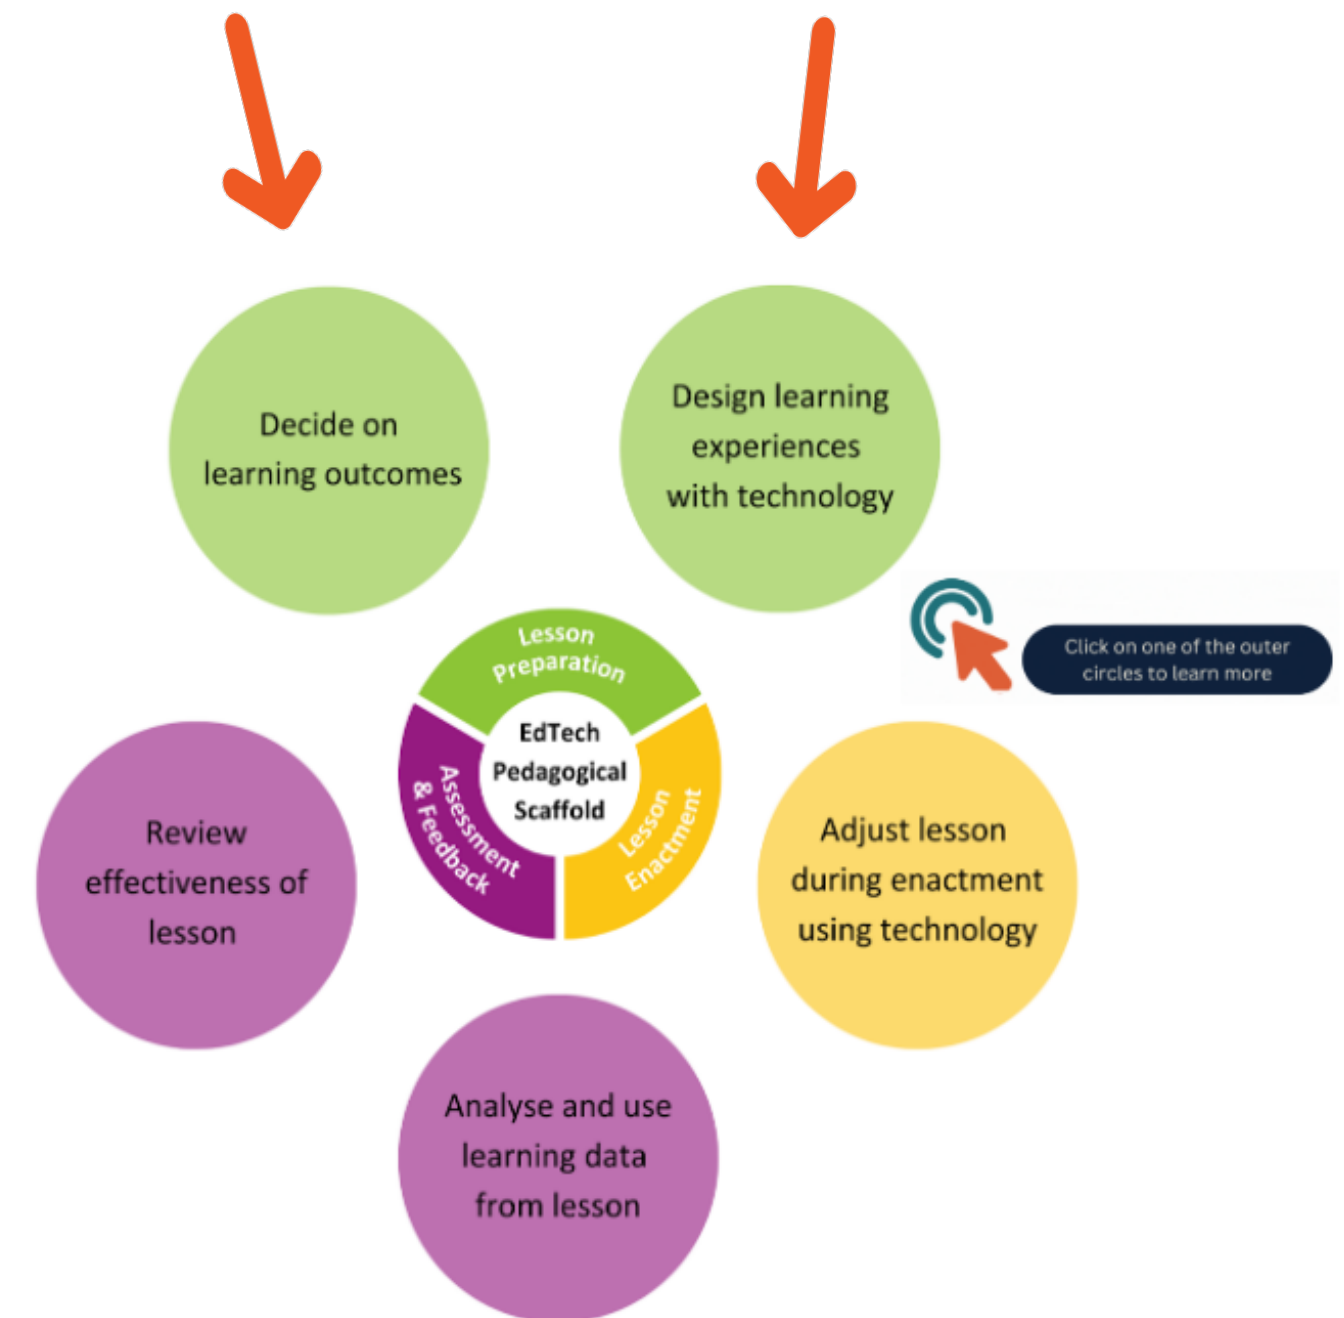 Decide on
learning outcomes
Design learning
experiences
with technology
Click on one of the outer
circles to learn more
Lesson
Preparation
EdTech
Pedagogical
Scaffold
Assessment
& Feedback
Lesson
Enactment
Review
effectiveness of
lesson
Adjust lesson
during enactment
using technology
Analyse and use
learning data
from lesson